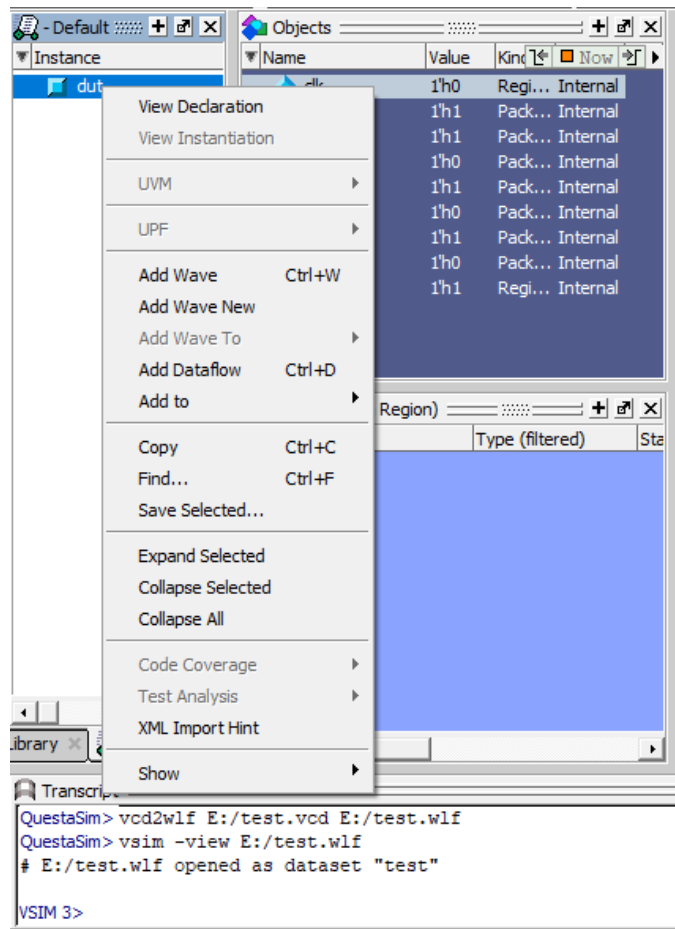 - Default
Instance
dut
Objects
Name Value Kind Now
clk 1'h0 Regi... Internal
1'h1 Pack... Internal
1'h1 Pack... Internal
1'h0 Pack... Internal
1'h1 Pack... Internal
1'h0 Pack... Internal
1'h1 Pack... Internal
1'h0 Pack... Internal
1'h1 Regi... Internal
View Declaration
View Instantiation
UVM
UPF
Add Wave Ctrl+W
Add Wave New
Add Wave To
Add Dataflow Ctrl+D
Add to
Copy Ctrl+C
Find... Ctrl+F
Save Selected...
Expand Selected
Collapse Selected
Collapse All
Code Coverage
Test Analysis
XML Import Hint
Show
Region)
Type (filtered) Sta
Library
Transcript
QuestaSim> vcd2wlf E:/test.vcd E:/test.wlf
QuestaSim> vsim -view E:/test.wlf
# E:/test.wlf opened as dataset "test"
VSIM 3>